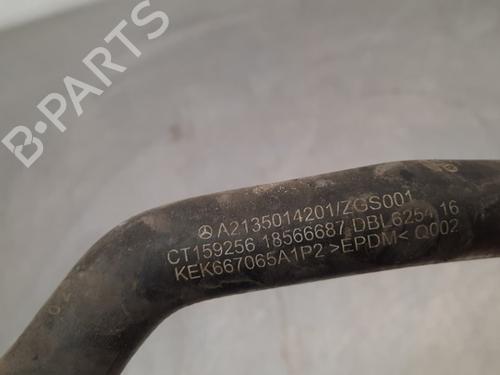 B-PARTS
A2135014201/ZGS001
CT159256 18566687 DBL6254 16
KEK667065A1P2 >EPDM< Q002